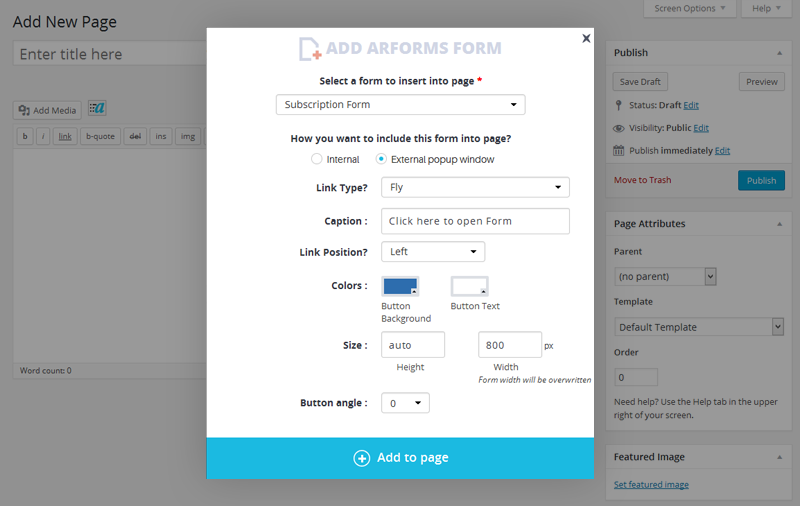 Screen Options
Help
Add New Page
Enter title here
Add Media
b
i
link
b-quote
del
ins
img
Word count: 0
X
ADD ARFORMS FORM
Select a form to insert into page *
Subscription Form
How you want to include this form into page?
Internal
External popup window
Link Type?
Fly
Caption :
Click here to open Form
Link Position?
Left
Colors :
Button
Background
Button Text
Size :
auto
800
px
Height
Width
Form width will be overwritten
Button angle :
0
Add to page
Publish
Save Draft
Preview
Status: Draft Edit
Visibility: Public Edit
Publish immediately Edit
Move to Trash
Publish
Page Attributes
Parent
(no parent)
Template
Default Template
Order
0
Need help? Use the Help tab in the upper
right of your screen.
Featured Image
Set featured image